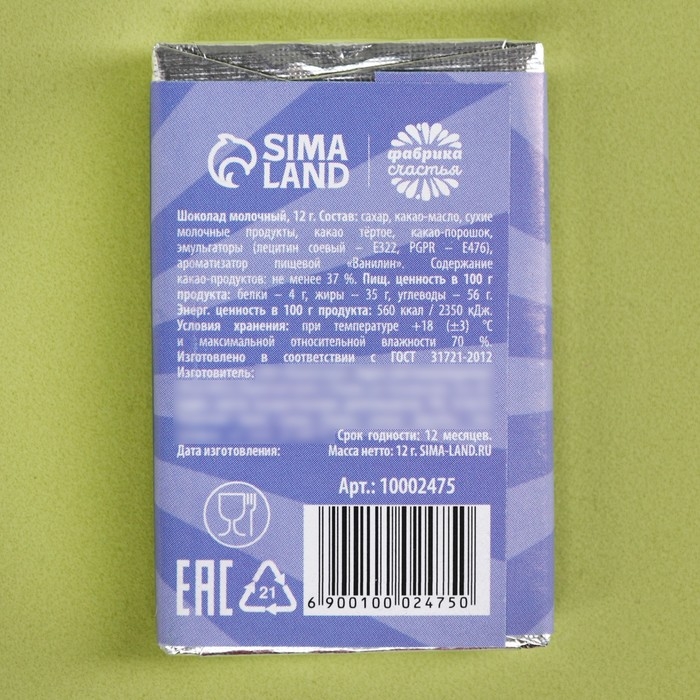 SIMA
LAND
фабрика
счастья
Шоколад молочный, 12 г. Состав: сахар, какао-масло, сухие
молочные продукты, какао тёртое, какао-порошок,
эмульгаторы (лецитин соевый – Е322, PGPR – Е476),
ароматизатор пищевой «Ванилин». Содержание
какао-продуктов: не менее 37 %. Пищ. ценность в 100 г
продукта: белки – 4 г, жиры – 35 г, углеводы – 56 г.
Энерг. ценность в 100 г продукта: 560 ккал / 2350 кДж.
Условия хранения: при температуре +18 (±3) °С
и максимальной относительной влажности 70 %.
Изготовлено в соответствии с ГОСТ 31721-2012
Изготовитель:
Срок годности: 12 месяцев.
Дата изготовления: Масса нетто: 12 г. SIMA-LAND.RU
Арт.: 10002475
EAC
21
6 900100 024750